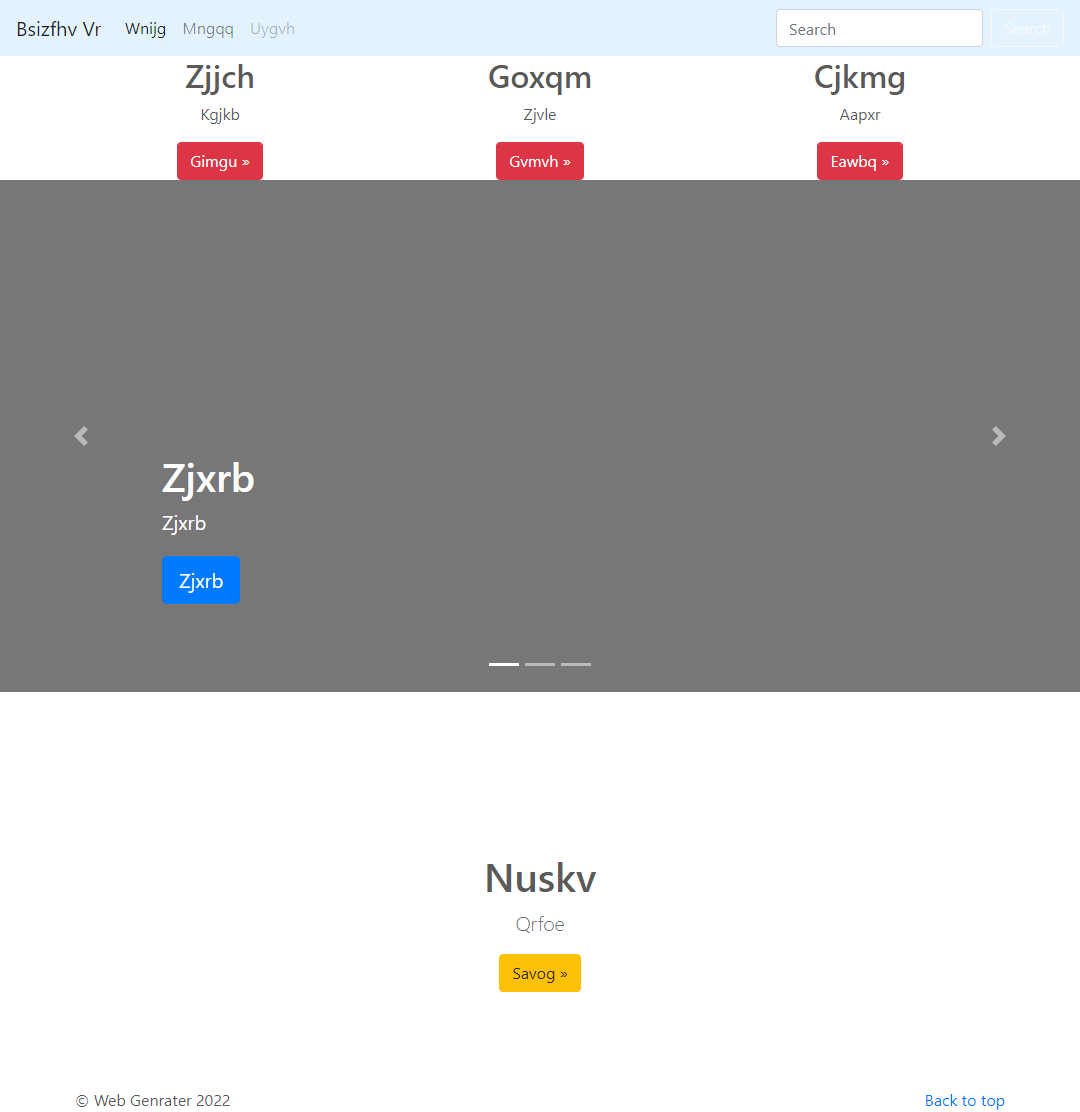 Bsizfhv Vr Wnijg Mngqq Uygvh Search Search
Zjjch Goxqm Cjkmg
Kgjkb Zjvle Aapxr
Gimgu » Gvmvh » Eawbq »
Zjxrb
Zjxrb
Zjxrb
Nuskv
Qrfoe
Savog »
© Web Genrater 2022 Back to top